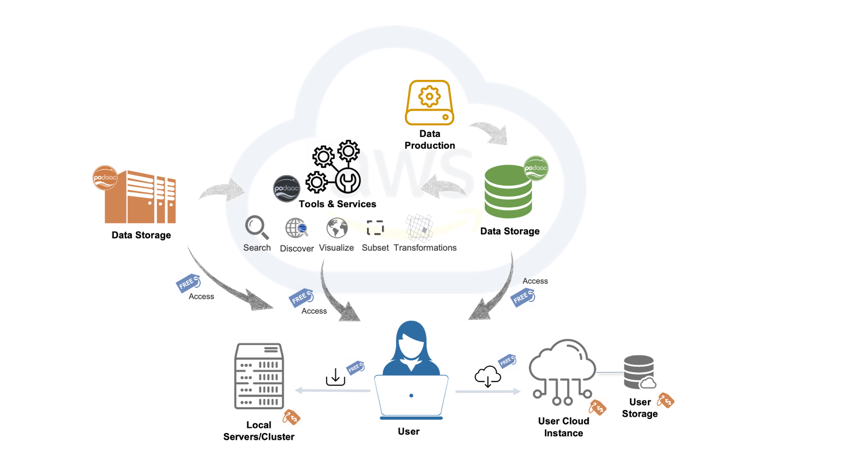 aws
Data
Production
podaac
podaac
podaac
Tools & Services
Data Storage
Data Storage
Search
Discover
Visualize
Subset
Transformations
FREE
Access
FREE
Access
Access
FREE
FREE
FREE
User
Local
Servers/Cluster
User Cloud
Instance
User
Storage
$
$
$